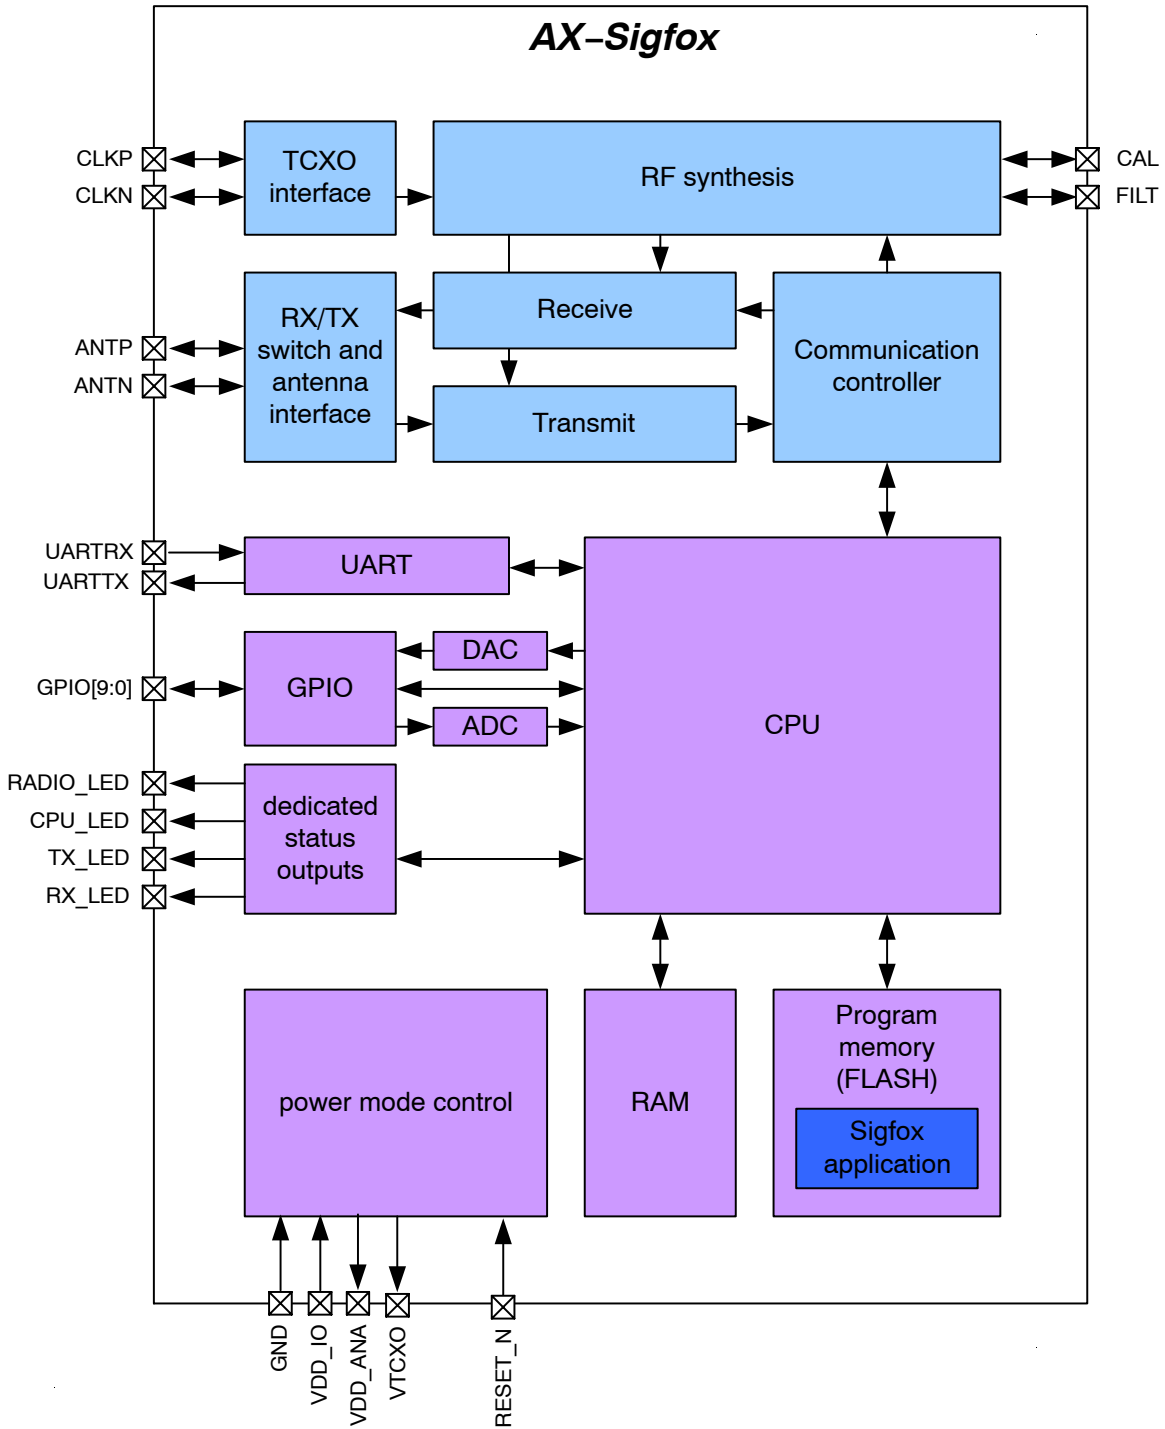 AX–Sigfox
CLKP
CLKN
TCXO
interface
RF synthesis
CAL
FILT
ANTP
ANTN
RX/TX
switch and
antenna
interface
Receive
Transmit
Communication
controller
UARTRX
UARTTX
UART
GPIO[9:0]
GPIO
DAC
ADC
CPU
RADIO_LED
CPU_LED
TX_LED
RX_LED
dedicated
status
outputs
power mode control
RAM
Program
memory
(FLASH)
Sigfox
application
GND
VDD_IO
VDD_ANA
VTCXO
RESET_N